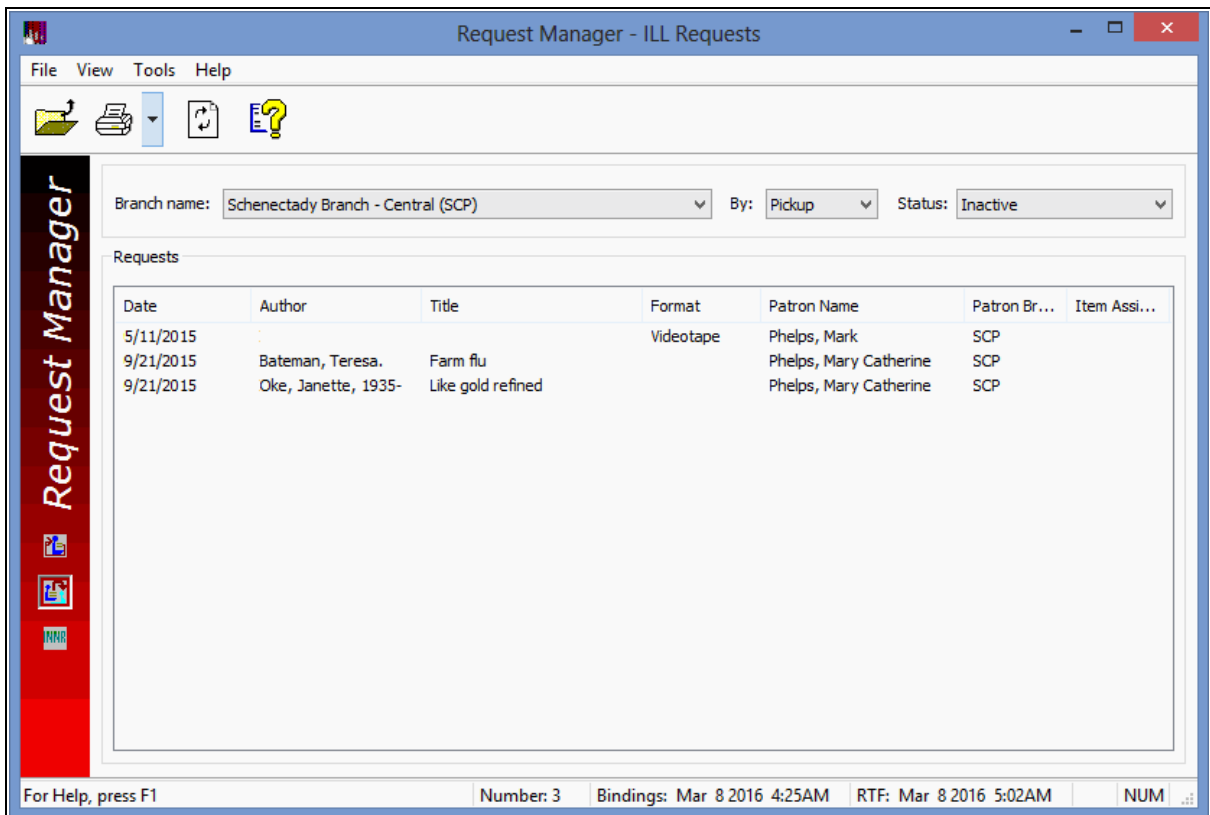 Request Manager - ILL Requests
File View Tools Help
Request Manager
Branch name: Schenectady Branch - Central (SCP) By: Pickup Status: Inactive
Requests
Date Author Title Format Patron Name Patron Br... Item Assi...
5/11/2015 Videotape Phelps, Mark SCP
9/21/2015 Bateman, Teresa. Farm flu Phelps, Mary Catherine SCP
9/21/2015 Oke, Janette, 1935- Like gold refined Phelps, Mary Catherine SCP
INNR
For Help, press F1 Number: 3 Bindings: Mar 8 2016 4:25AM RTF: Mar 8 2016 5:02AM NUM